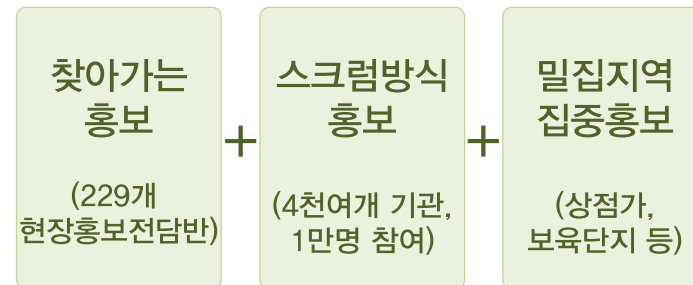 찾아가는
홍보
(229개
현장홍보전담반)
+
스크럼방식
홍보
(4천여개 기관,
1만명 참여)
+
밀집지역
집중홍보
(상점가,
보육단지 등)